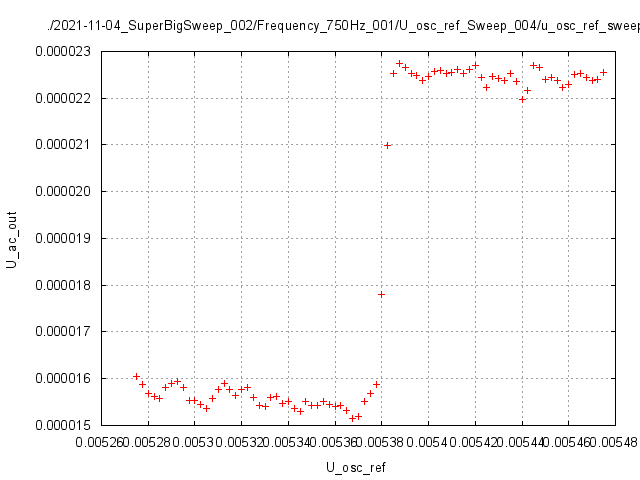 ./2021-11-04_SuperBigSweep_002/Frequency_750Hz_001/U_osc_ref_Sweep_004/u_osc_ref_sweep
0.000023
0.000022
0.000021
0.000020
0.000019
0.000018
0.000017
0.000016
0.000015
U_ac_out
0.00526 0.00528 0.0053 0.00532 0.00534 0.00536 0.00538 0.0054 0.00542 0.00544 0.00546 0.00548
U_osc_ref